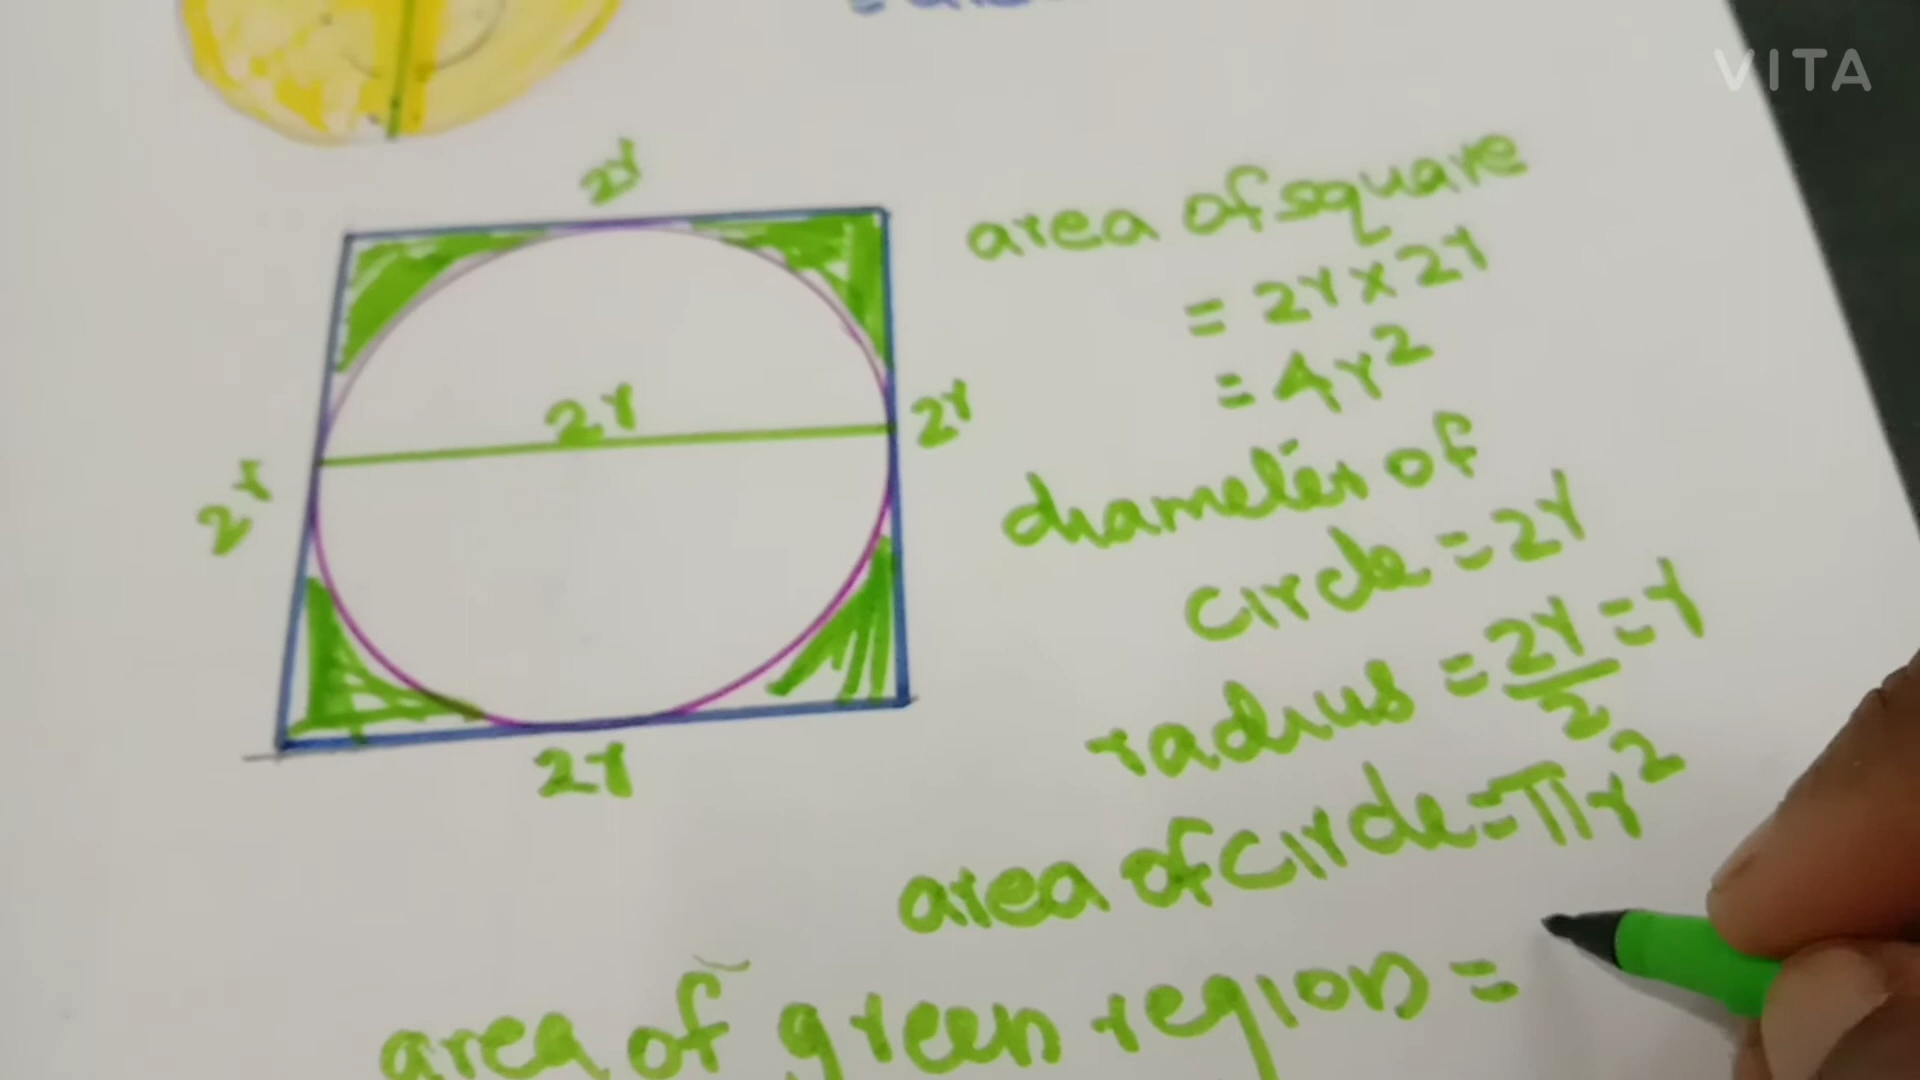 VITA
2r
area of square
= 2r x 2r
= 4r²
2r
2r
2r
diameter of
circle = 2r
radius = 2r/2 = r
2r
area of circle = πr²
area of green region =